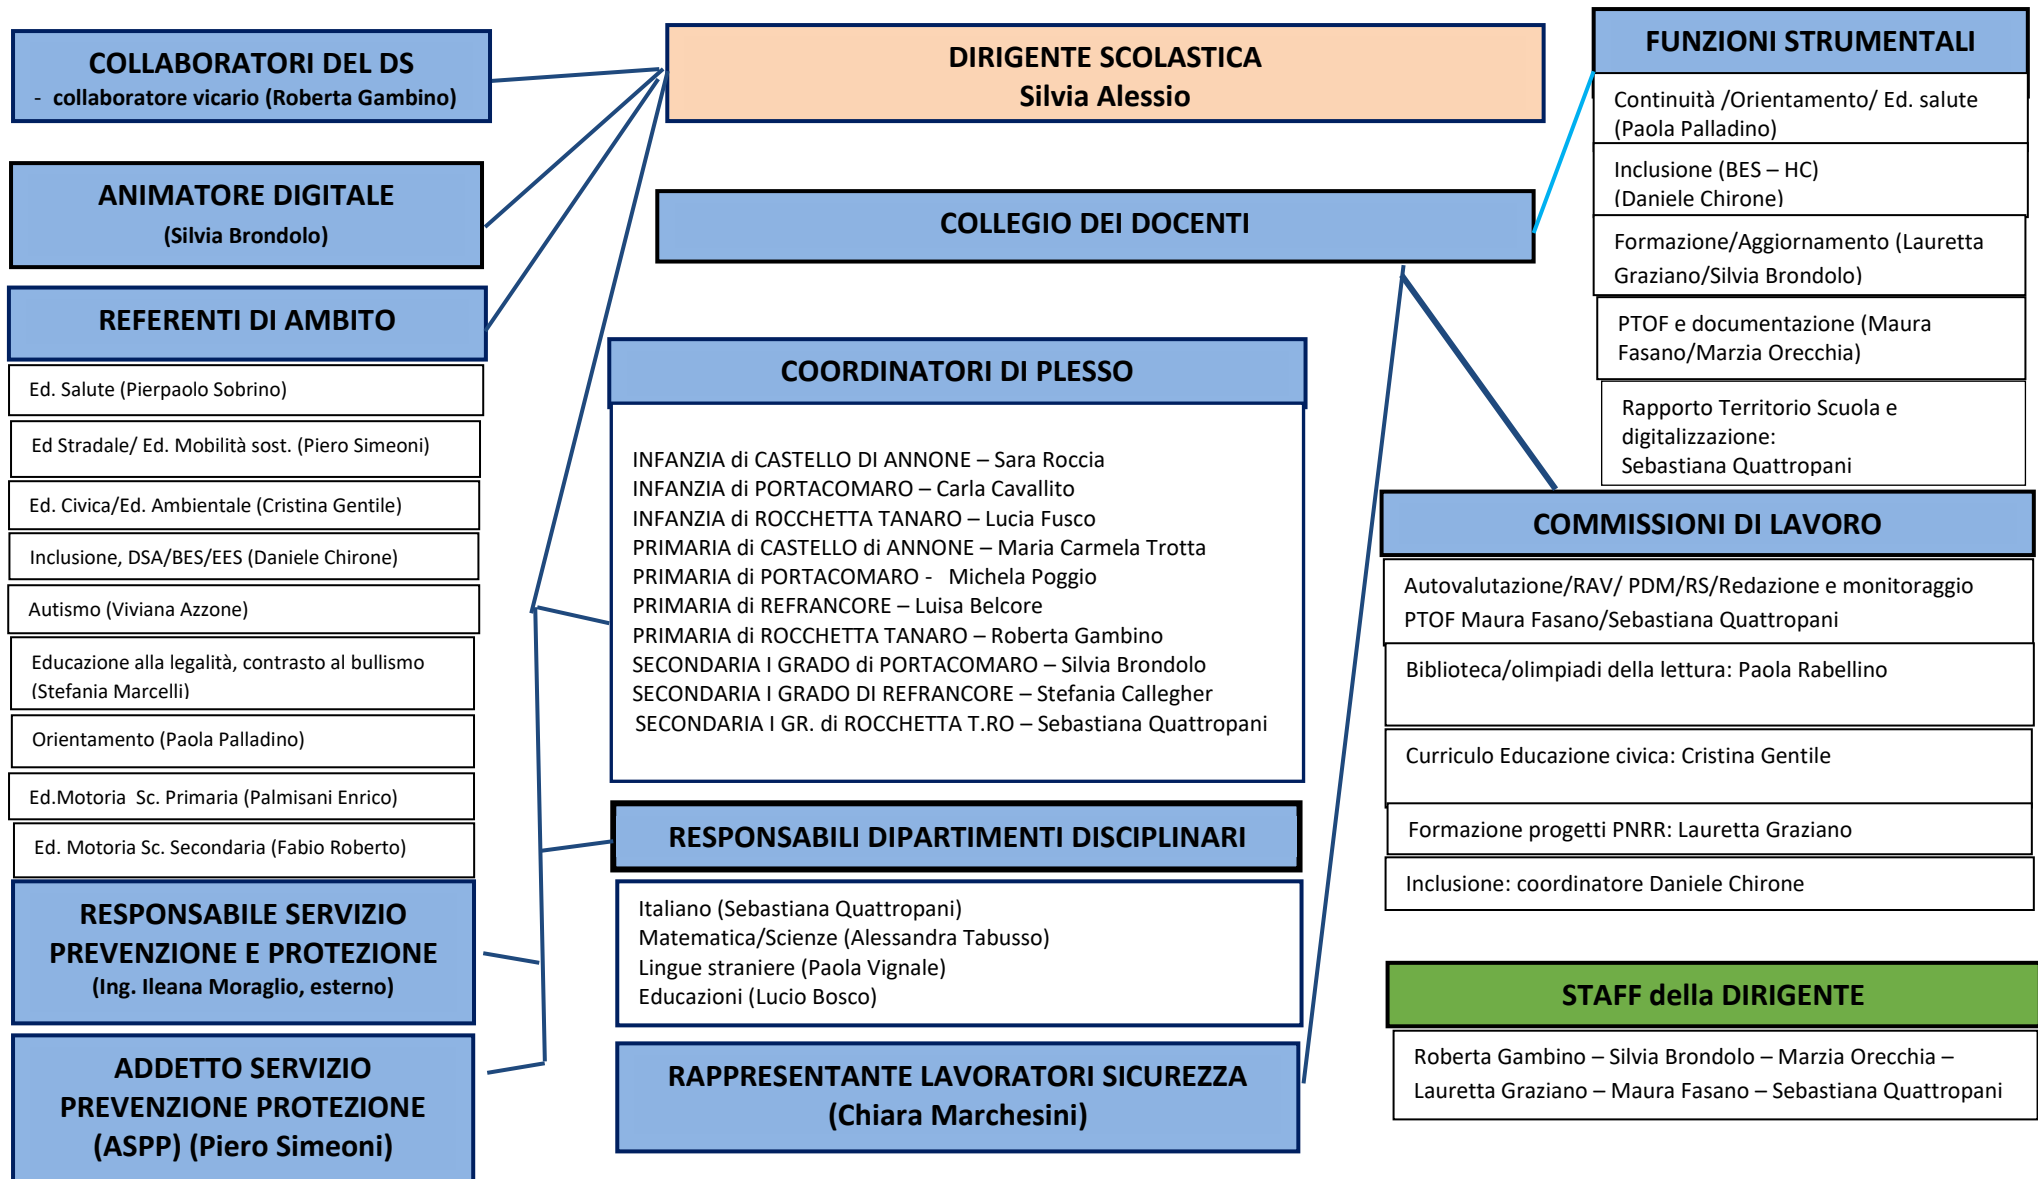 COLLABORATORI DEL DS
- collaboratore vicario (Roberta Gambino)
DIRIGENTE SCOLASTICA
Silvia Alessio
FUNZIONI STRUMENTALI
Continuità /Orientamento/ Ed. salute
(Paola Palladino)
Inclusione (BES – HC)
(Daniele Chirone)
Formazione/Aggiornamento (Lauretta
Graziano/Silvia Brondolo)
PTOF e documentazione (Maura
Fasano/Marzia Orecchia)
Rapporto Territorio Scuola e
digitalizzazione:
Sebastiana Quattropani
ANIMATORE DIGITALE
(Silvia Brondolo)
COLLEGIO DEI DOCENTI
REFERENTI DI AMBITO
Ed. Salute (Pierpaolo Sobrino)
Ed Stradale/ Ed. Mobilità sost. (Piero Simeoni)
Ed. Civica/Ed. Ambientale (Cristina Gentile)
Inclusione, DSA/BES/EES (Daniele Chirone)
Autismo (Viviana Azzone)
Educazione alla legalità, contrasto al bullismo
(Stefania Marcelli)
Orientamento (Paola Palladino)
Ed.Motoria Sc. Primaria (Palmisani Enrico)
Ed. Motoria Sc. Secondaria (Fabio Roberto)
COORDINATORI DI PLESSO
INFANZIA di CASTELLO DI ANNONE – Sara Roccia
INFANZIA di PORTACOMARO – Carla Cavallito
INFANZIA di ROCCHETTA TANARO – Lucia Fusco
PRIMARIA di CASTELLO di ANNONE – Maria Carmela Trotta
PRIMARIA di PORTACOMARO - Michela Poggio
PRIMARIA di REFRANCORE – Luisa Belcore
PRIMARIA di ROCCHETTA TANARO – Roberta Gambino
SECONDARIA I GRADO di PORTACOMARO – Silvia Brondolo
SECONDARIA I GRADO DI REFRANCORE – Stefania Callegher
SECONDARIA I GR. di ROCCHETTA T.RO – Sebastiana Quattropani
COMMISSIONI DI LAVORO
Autovalutazione/RAV/ PDM/RS/Redazione e monitoraggio
PTOF Maura Fasano/Sebastiana Quattropani
Biblioteca/olimpiadi della lettura: Paola Rabellino
Curriculo Educazione civica: Cristina Gentile
Formazione progetti PNRR: Lauretta Graziano
Inclusione: coordinatore Daniele Chirone
RESPONSABILI DIPARTIMENTI DISCIPLINARI
Italiano (Sebastiana Quattropani)
Matematica/Scienze (Alessandra Tabusso)
Lingue straniere (Paola Vignale)
Educazioni (Lucio Bosco)
RESPONSABILE SERVIZIO
PREVENZIONE E PROTEZIONE
(Ing. Ileana Moraglio, esterno)
ADDETTO SERVIZIO
PREVENZIONE PROTEZIONE
(ASPP) (Piero Simeoni)
RAPPRESENTANTE LAVORATORI SICUREZZA
(Chiara Marchesini)
STAFF della DIRIGENTE
Roberta Gambino – Silvia Brondolo – Marzia Orecchia –
Lauretta Graziano – Maura Fasano – Sebastiana Quattropani